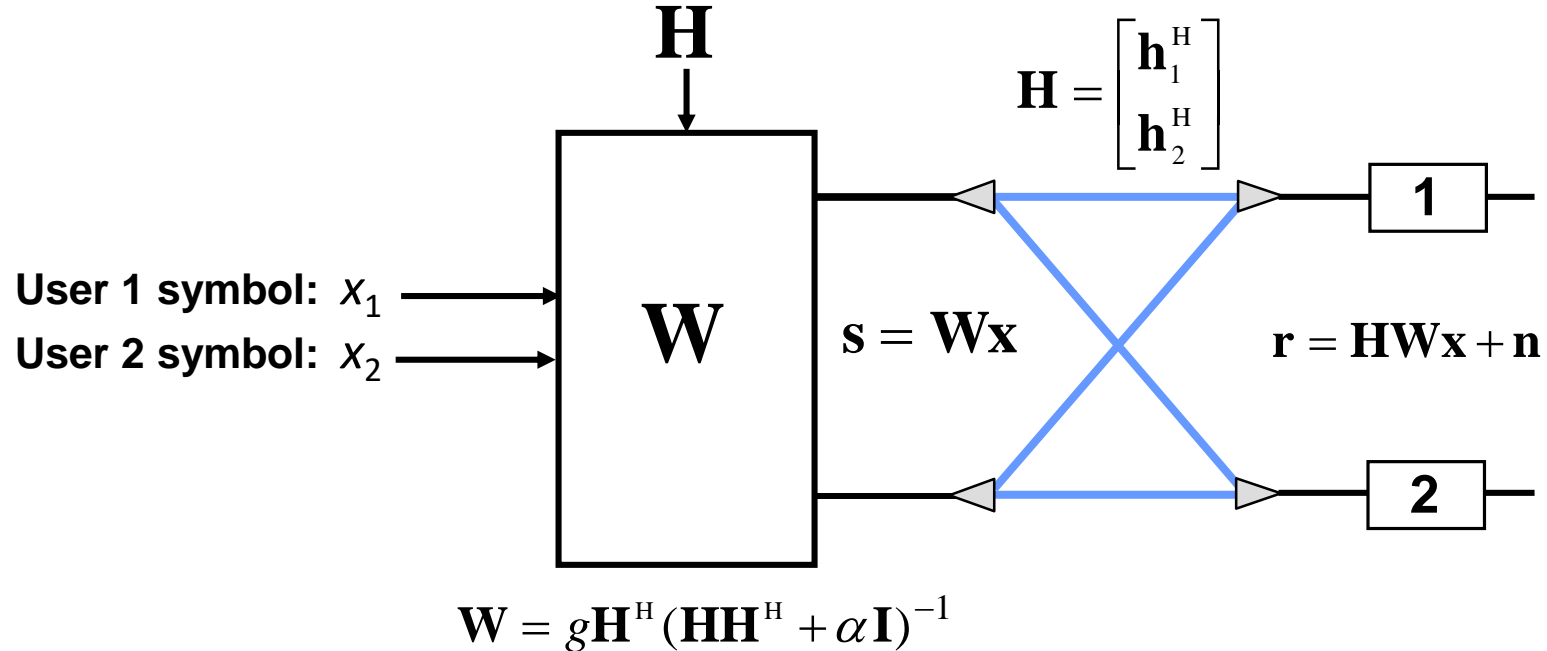 H
H = [h₁ᴴ
h₂ᴴ]
1
User 1 symbol: x₁
User 2 symbol: x₂
W
s = Wx
r = HWx + n
2
W = gHᴴ(HHᴴ + αI)⁻¹